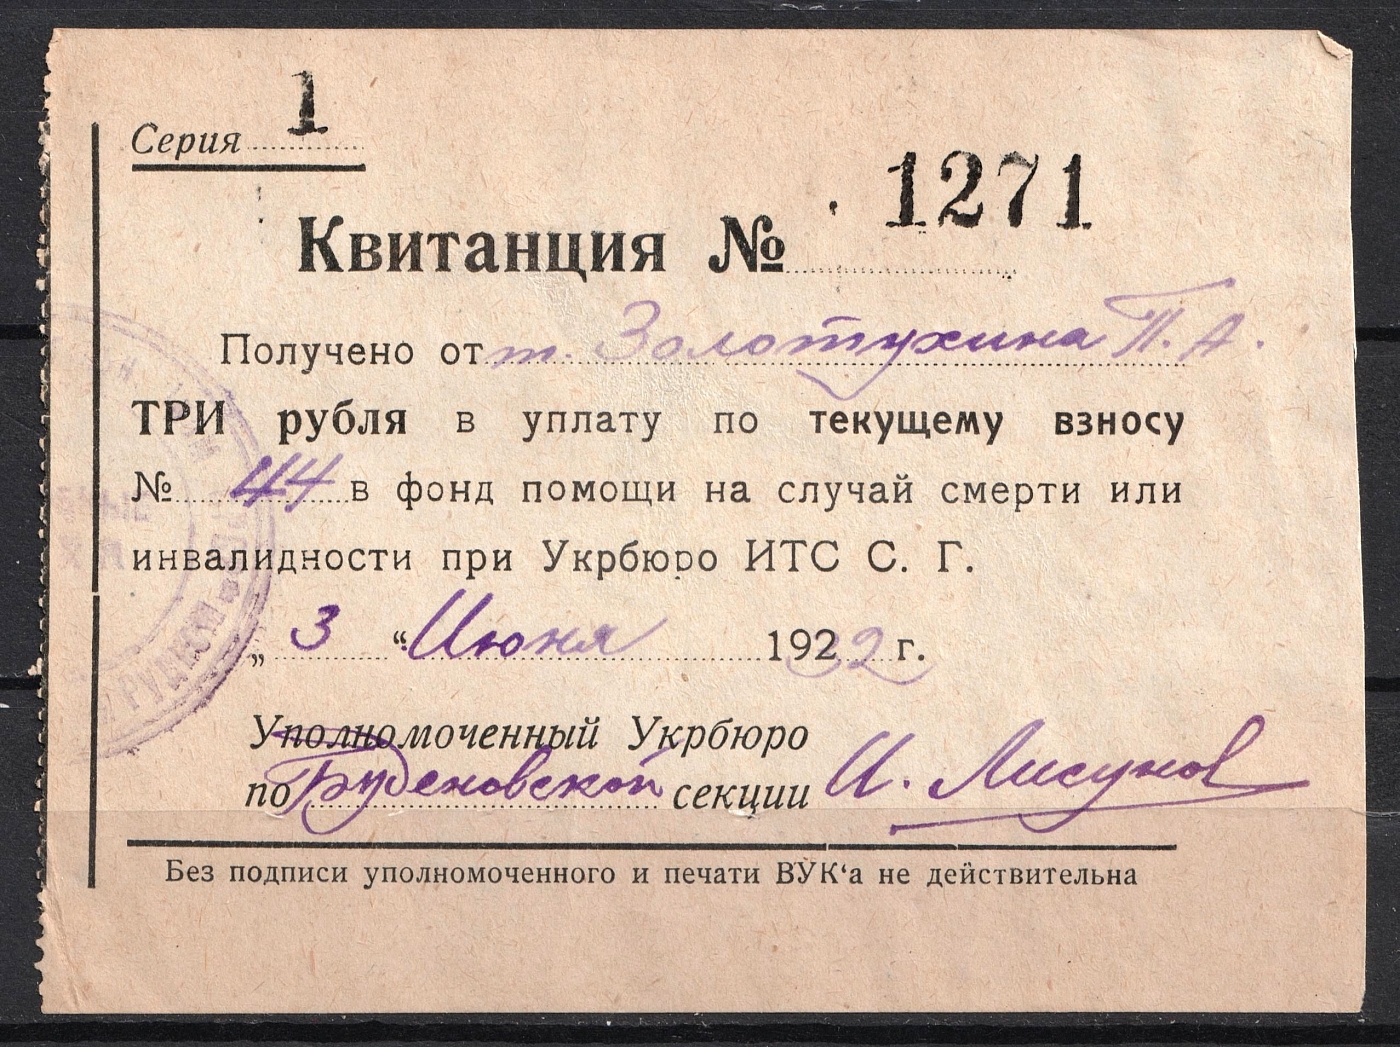 Серия 1
Квитанция № 1271
Получено от т. Золотухина П. А.
ТРИ рубля в уплату по текущему взносу
№ 44 в фонд помощи на случай смерти или
инвалидности при Укрбюро ИТС С. Г.
„ 3 “ Июня 1932 г.
Уполномоченный Укрбюро
по Буденовской секции И. Лисунов
Без подписи уполномоченного и печати ВУК‘а не действительна